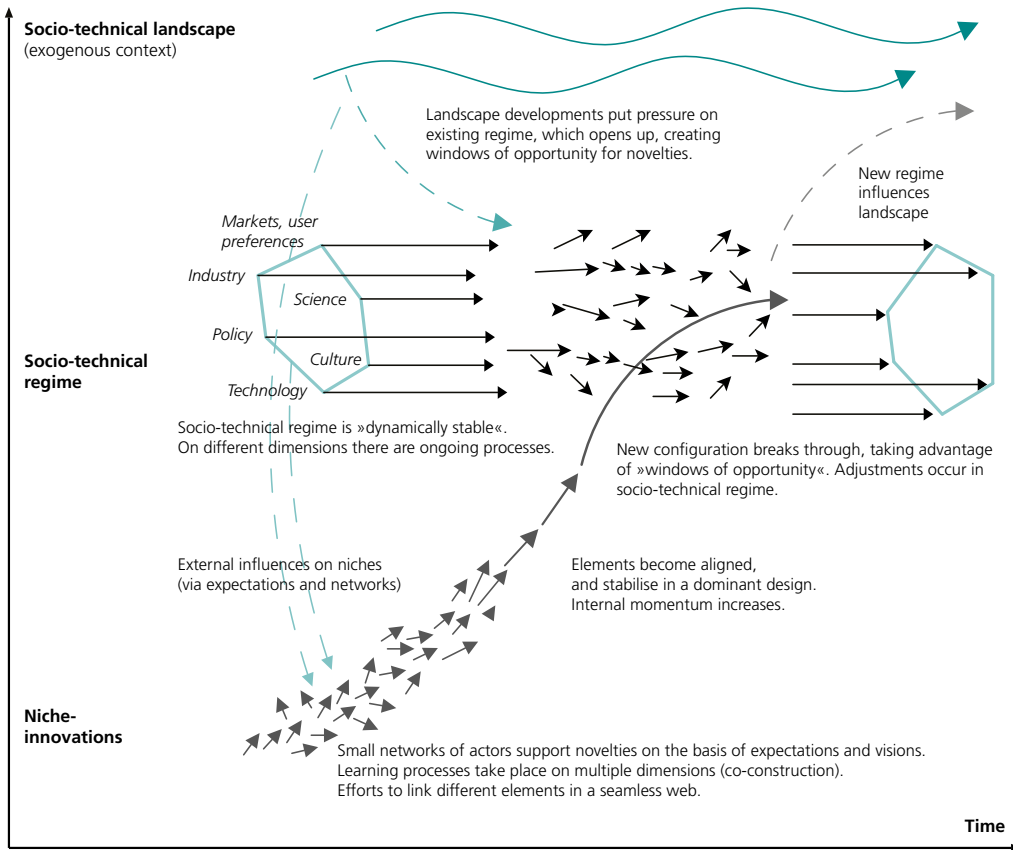 Socio-technical landscape
(exogenous context)
Landscape developments put pressure on
existing regime, which opens up, creating
windows of opportunity for novelties.
New regime
influences
landscape
Markets, user
preferences
Industry
Science
Policy
Culture
Technology
Socio-technical
regime
Socio-technical regime is »dynamically stable«.
On different dimensions there are ongoing processes.
New configuration breaks through, taking advantage
of »windows of opportunity«. Adjustments occur in
socio-technical regime.
External influences on niches
(via expectations and networks)
Elements become aligned,
and stabilise in a dominant design.
Internal momentum increases.
Niche-
innovations
Small networks of actors support novelties on the basis of expectations and visions.
Learning processes take place on multiple dimensions (co-construction).
Efforts to link different elements in a seamless web.
Time